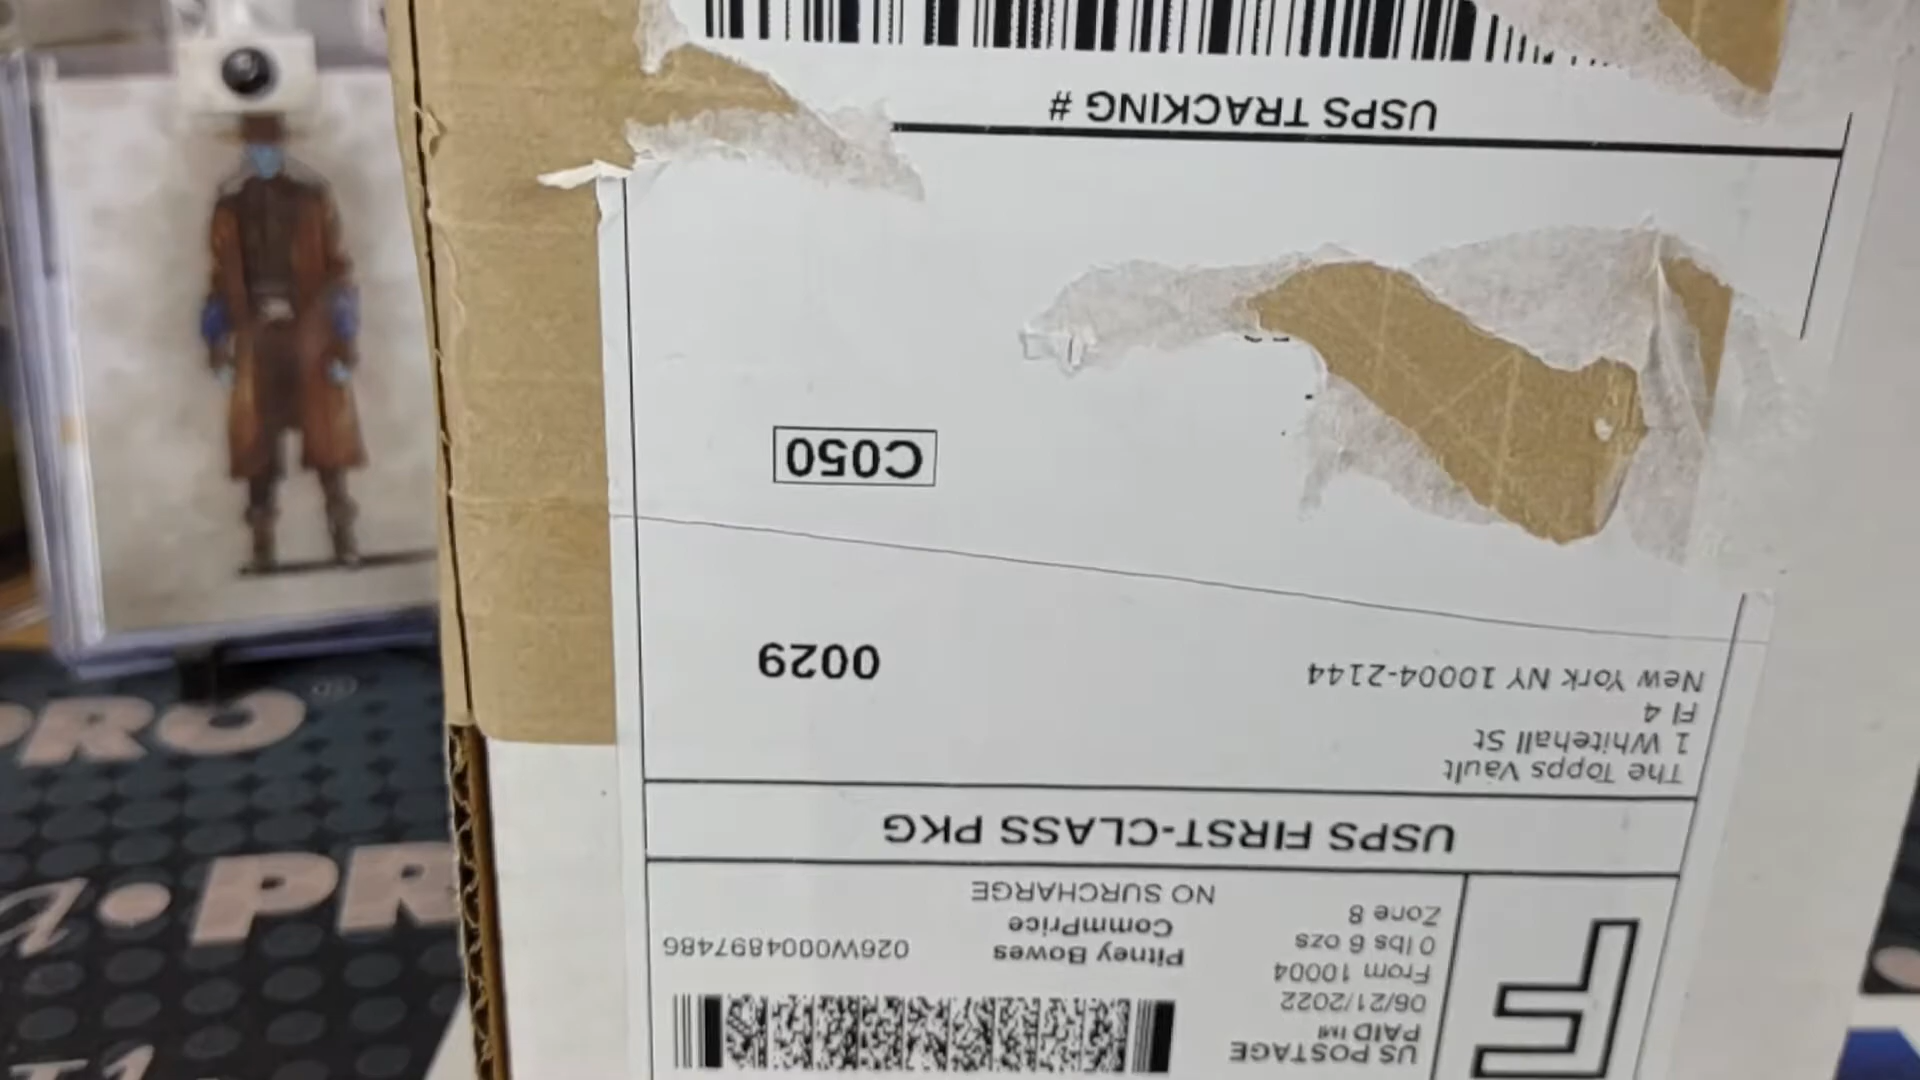 US POSTAGE
PAID IMI
06/21/2022
From 10004
0 lbs 6 ozs
Zone 8
F
Pitney Bowes
CommPrice
NO SURCHARGE
026W0004897486
USPS FIRST-CLASS PKG
The Topps Vault
1 Whitehall St
Fl 4
New York NY 10004-2144
0029
C050
USPS TRACKING #
PRO
a•PR